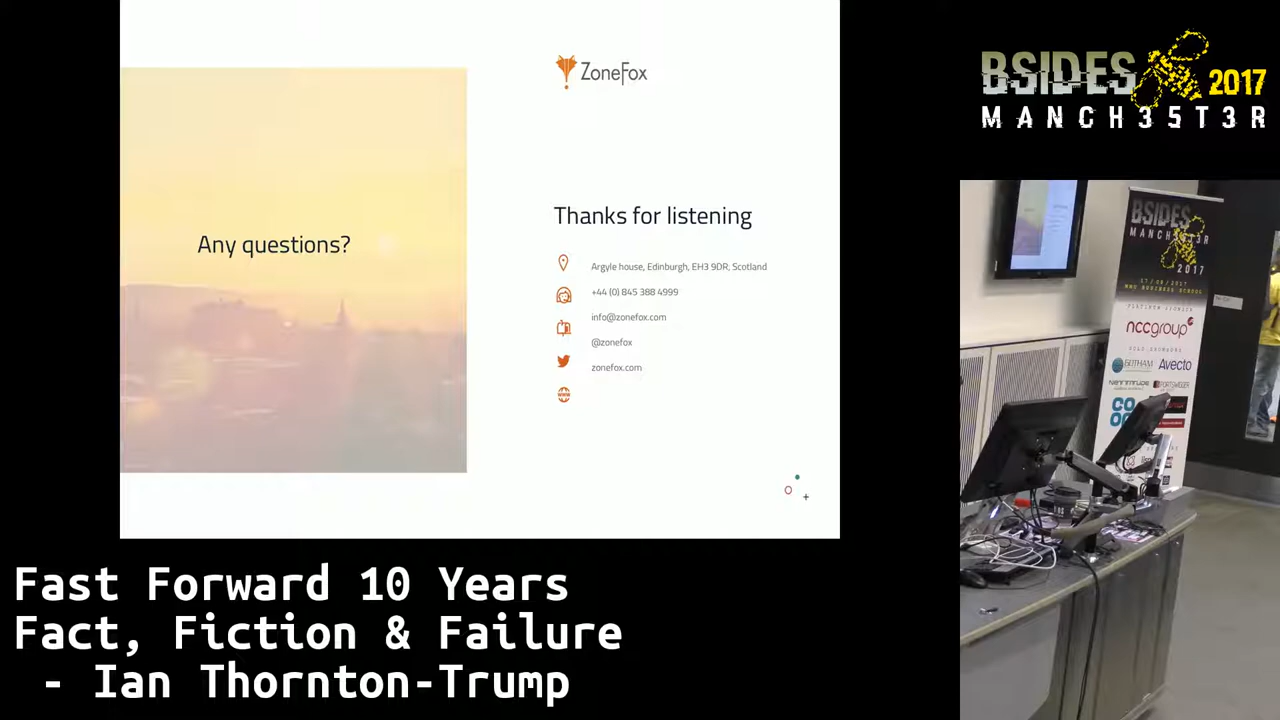 ZoneFox
Any questions?
Thanks for listening
Argyle house, Edinburgh, EH3 9DR, Scotland
+44 (0) 845 388 4999
info@zonefox.com
@zonefox
zonefox.com
WWW
BSIDES
2017
MANCH35T3R
BSIDES
MANCH35T3R
2017
nccgroup
Avecto
Fast Forward 10 Years
Fact, Fiction & Failure
- Ian Thornton-Trump